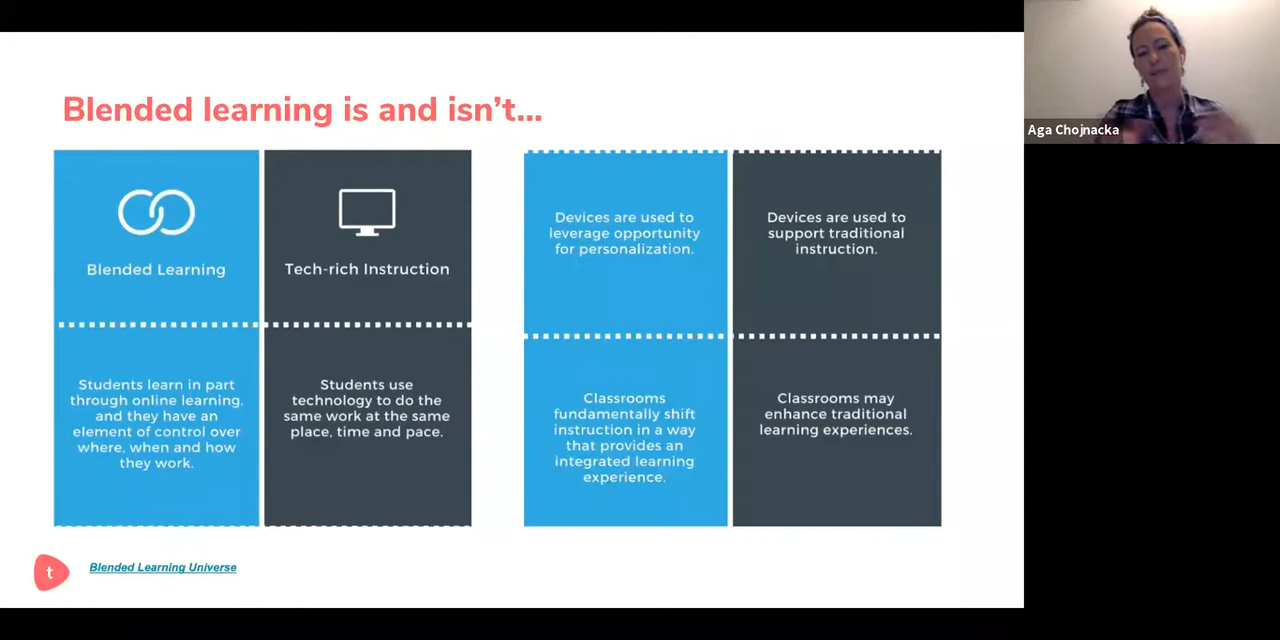 Blended learning is and isn’t...
Blended Learning
Tech-rich Instruction
Students learn in part
through online learning,
and they have an
element of control over
where, when and how
they work.
Students use
technology to do the
same work at the same
place, time and pace.
Devices are used to
leverage opportunity
for personalization.
Devices are used to
support traditional
instruction.
Classrooms
fundamentally shift
instruction in a way
that provides an
integrated learning
experience.
Classrooms may
enhance traditional
learning experiences.
t
Blended Learning Universe
Aga Chojnacka